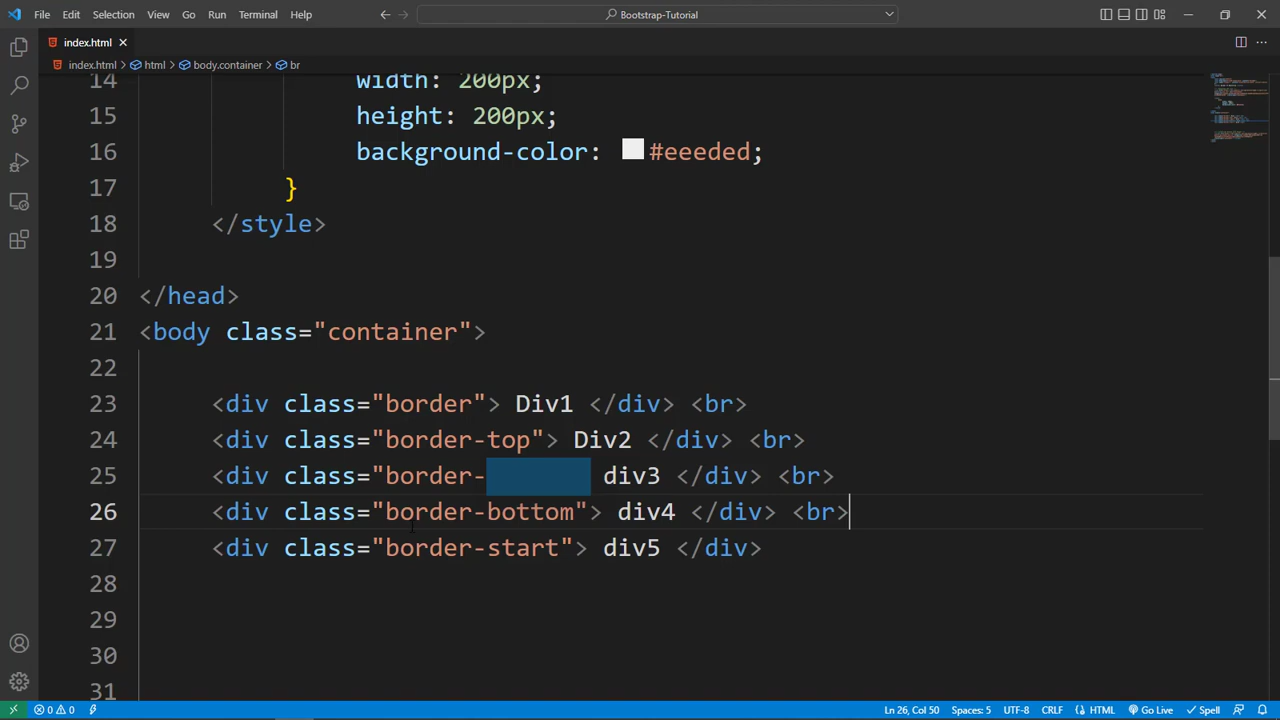 File Edit Selection View Go Run Terminal Help
Bootstrap-Tutorial
index.html
index.html > html > body.container > br
14 width: 200px;
15 height: 200px;
16 background-color: #eeeded;
17 }
18 </style>
19
20 </head>
21 <body class="container">
22
23 <div class="border"> Div1 </div> <br>
24 <div class="border-top"> Div2 </div> <br>
25 <div class="border- div3 </div> <br>
26 <div class="border-bottom"> div4 </div> <br>
27 <div class="border-start"> div5 </div>
28
29
30
31
0 0 Ln 26, Col 50 Spaces: 5 UTF-8 CRLF HTML Go Live Spell